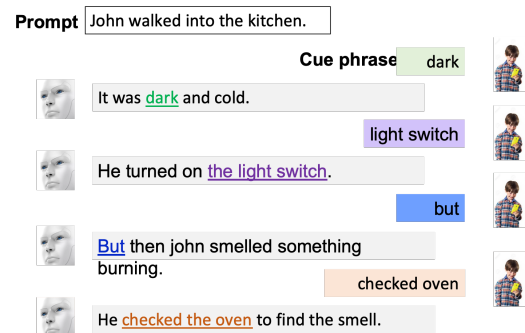 Prompt John walked into the kitchen.
Cue phrase dark
It was dark and cold.
light switch
He turned on the light switch.
but
But then john smelled something
burning.
checked oven
He checked the oven to find the smell.